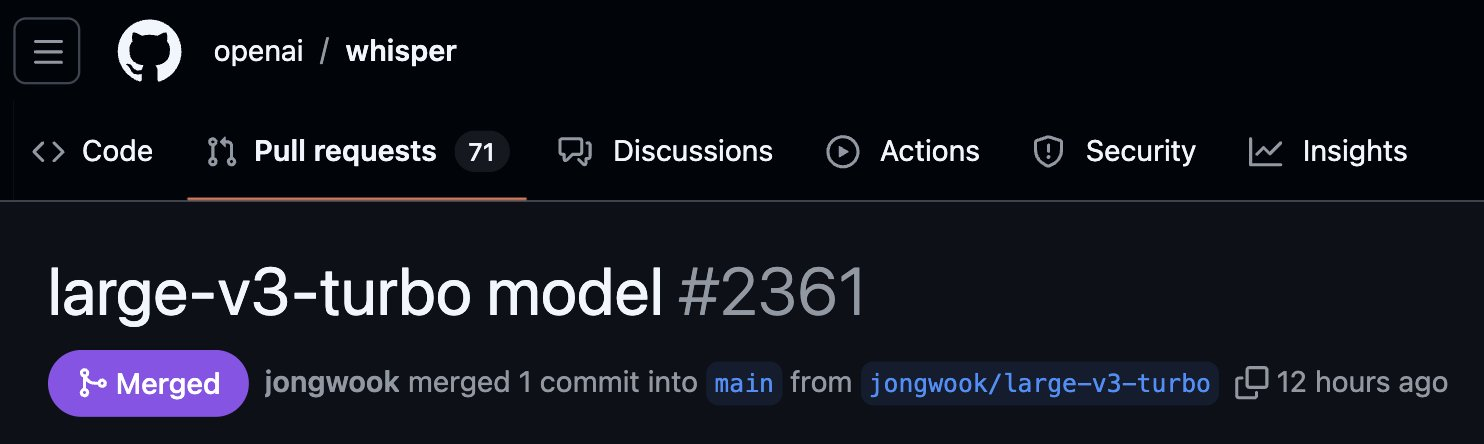 openai / whisper
Code Pull requests 71 Discussions Actions Security Insights
large-v3-turbo model #2361
Merged jongwook merged 1 commit into main from jongwook/large-v3-turbo 12 hours ago